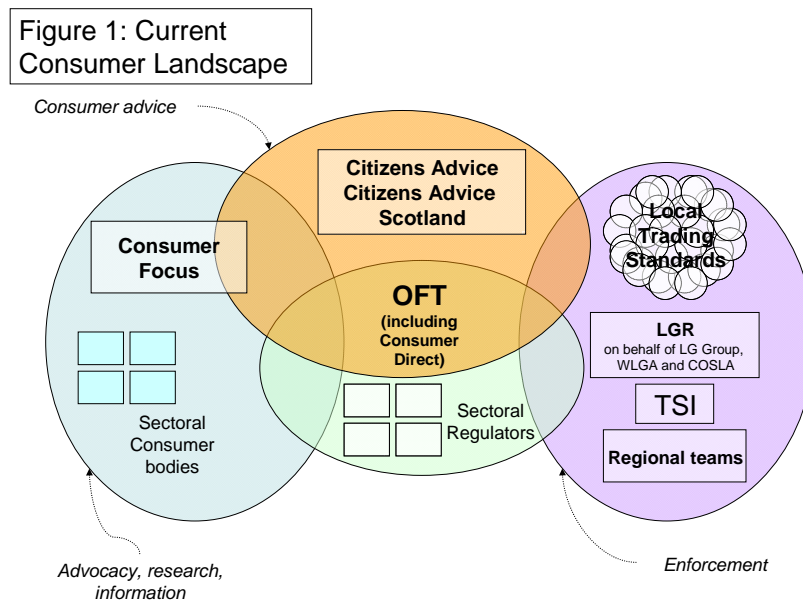 Figure 1: Current
Consumer Landscape
Consumer advice
Citizens Advice
Citizens Advice
Scotland
Consumer
Focus
Local
Trading
Standards
OFT
(including
Consumer
Direct)
LGR
on behalf of LG Group,
WLGA and COSLA
TSI
Regional teams
Sectoral
Consumer
bodies
Sectoral
Regulators
Advocacy, research,
information
Enforcement